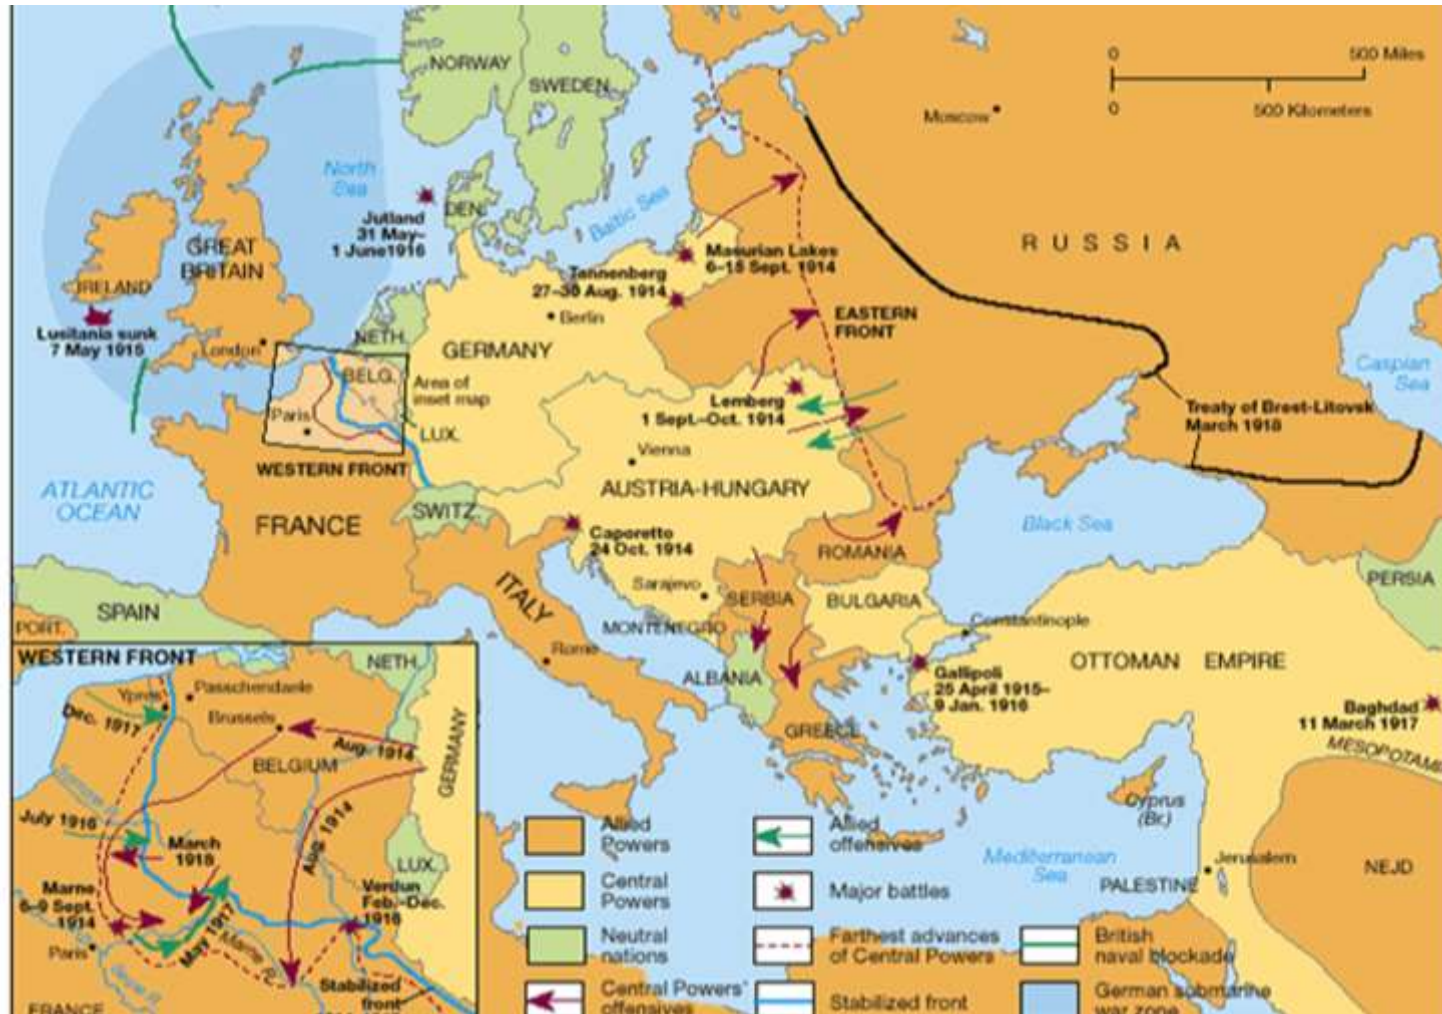 NORWAY
SWEDEN
0
500 Miles
0
500 Kilometers
Moscow
North
Sea
Baltic Sea
Jutland
31 May–
1 June1916
DEN.
GREAT
BRITAIN
IRELAND
Lusitania sunk
7 May 1915
London
NETH.
BELG.
Area of
inset map
LUX.
Paris
WESTERN FRONT
Masurian Lakes
6–15 Sept. 1914
Tannenberg
27–30 Aug. 1914
Berlin
GERMANY
EASTERN
FRONT
RUSSIA
Caspian
Sea
Lemberg
1 Sept.–Oct. 1914
Treaty of Brest-Litovsk
March 1918
Vienna
AUSTRIA-HUNGARY
ATLANTIC
OCEAN
FRANCE
SWITZ.
Caporetto
24 Oct. 1914
ROMANIA
Black Sea
PERSIA
ITALY
Sarajevo
SERBIA
BULGARIA
MONTENEGRO
Constantinople
SPAIN
PORT.
Rome
ALBANIA
Gallipoli
25 April 1915–
9 Jan. 1916
OTTOMAN EMPIRE
Baghdad
11 March 1917
MESOPOTAMI
GREECE
Cyprus
(Br.)
Mediterranean
Sea
Jerusalem
PALESTINE
NEJD
WESTERN FRONT
NETH.
Ypres
Passchendaele
Dec. 1917
Brussels
Aug. 1914
BELGIUM
GERMANY
July 1916
March
1918
Aug. 1914
LUX.
Marne
5–9 Sept.
1914
Verdun
Feb.–Dec.
1916
Paris
May 1917
Marne R.
Seine R.
Stabilized
front
FRANCE
Allied
Powers
Central
Powers
Neutral
nations
Central Powers'
offensives
Allied
offensives
Major battles
Farthest advances
of Central Powers
Stabilized front
British
naval blockade
German submarine
war zone